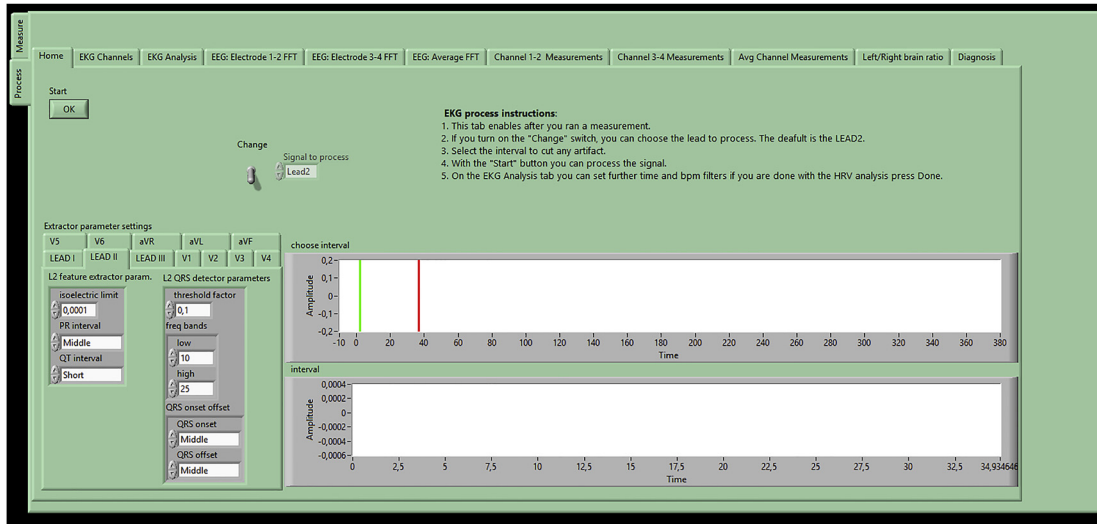 Measure
Process
Home EKG Channels EKG Analysis EEG: Electrode 1-2 FFT EEG: Electrode 3-4 FFT EEG: Average FFT Channel 1-2 Measurements Channel 3-4 Measurements Avg Channel Measurements Left/Right brain ratio Diagnosis
Start
OK
Change
Signal to process
Lead2
EKG process instructions:
1. This tab enables after you ran a measurement.
2. If you turn on the "Change" switch, you can choose the lead to process. The deafult is the LEAD2.
3. Select the interval to cut any artifact.
4. With the "Start" button you can process the signal.
5. On the EKG Analysis tab you can set further time and bpm filters if you are done with the HRV analysis press Done.
Extractor parameter settings
V5 V6 aVR aVL aVF
LEAD I LEAD II LEAD III V1 V2 V3 V4
L2 feature extractor param.
isoelectric limit
0,0001
PR interval
Middle
QT interval
Short
L2 QRS detector parameters
threshold factor
0,1
freq bands
low
10
high
25
QRS onset offset
QRS onset
Middle
QRS offset
Middle
choose interval
Amplitude
0,2
0,1
0
-0,1
-0,2
-10 0 20 40 60 80 100 120 140 160 180 200 220 240 260 280 300 320 340 360 380
Time
interval
Amplitude
0,0004
0,0002
0
-0,0002
-0,0004
-0,0006
0 2,5 5 7,5 10 12,5 15 17,5 20 22,5 25 27,5 30 32,5 34,934646
Time